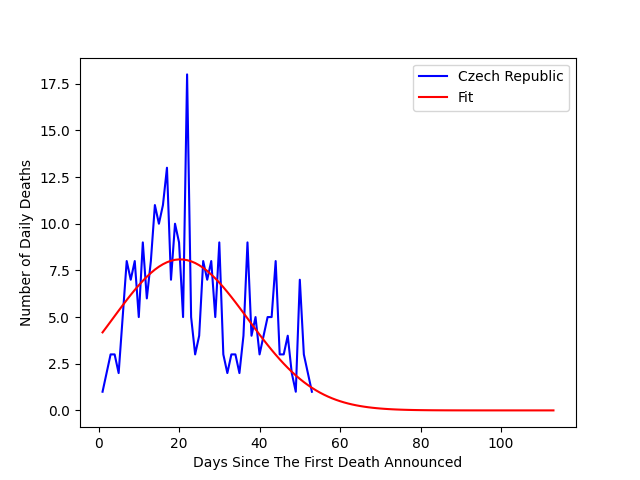 Czech Republic
Fit
17.5
15.0
12.5
10.0
7.5
5.0
2.5
0.0
Number of Daily Deaths
0 20 40 60 80 100
Days Since The First Death Announced